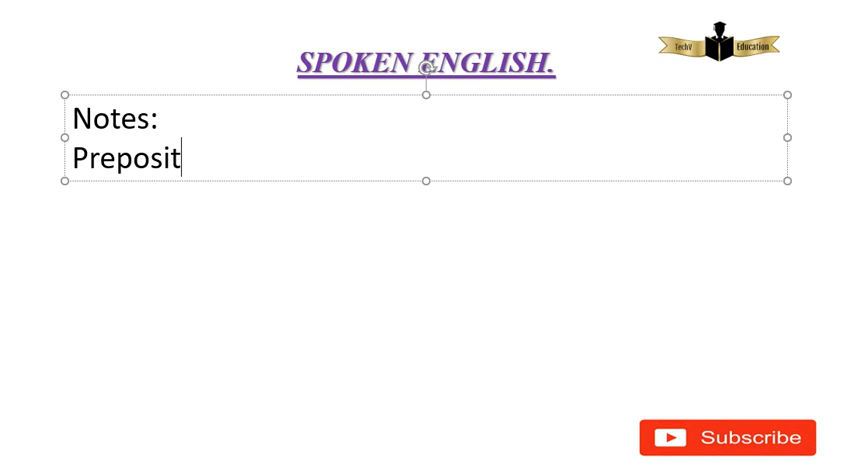 TechV Education
SPOKEN ENGLISH.
Notes:
Preposit
Subscribe